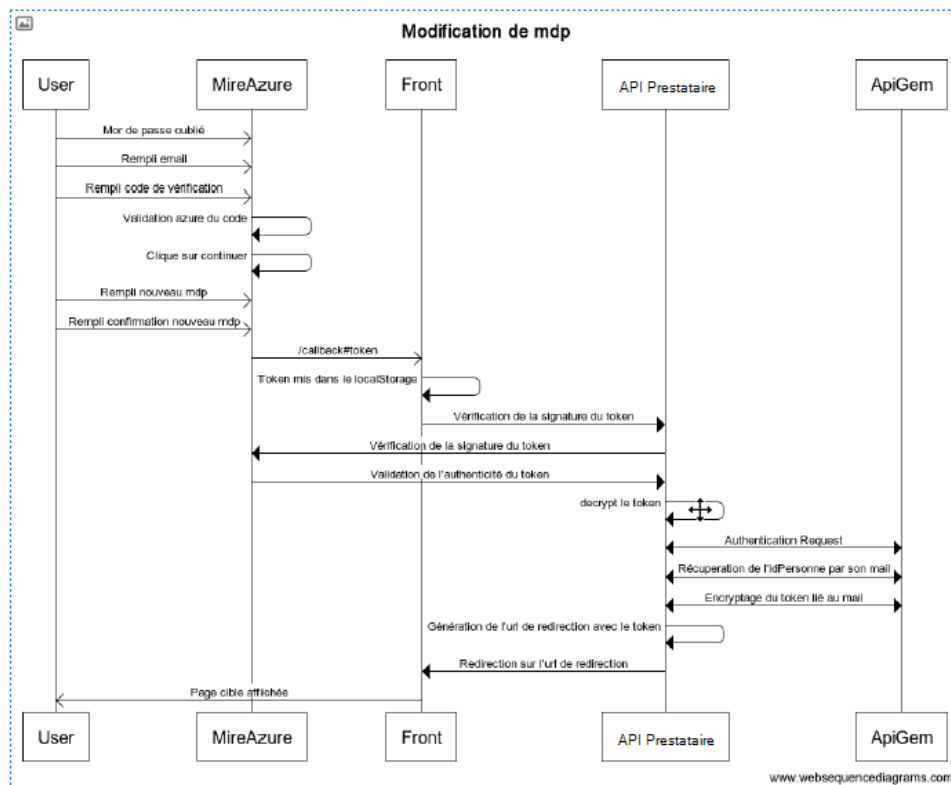 Modification de mdp
User
MireAzure
Front
API Prestataire
ApiGem
Mor de passe oublié
Rempli email
Rempli code de vérification
Validation azure du code
Clique sur continuer
Rempli nouveau mdp
Rempli confirmation nouveau mdp
/callback#token
Token mis dans le localStorage
Vérification de la signature du token
Vérification de la signature du token
Validation de l'authenticité du token
decrypt le token
Authentication Request
Récuperation de l'idPersonne par son mail
Encryptage du token lié au mail
Génération de l'url de redirection avec le token
Redirection sur l'url de redirection
Page cible affichée
User
MireAzure
Front
API Prestataire
ApiGem
www.websequencediagrams.com